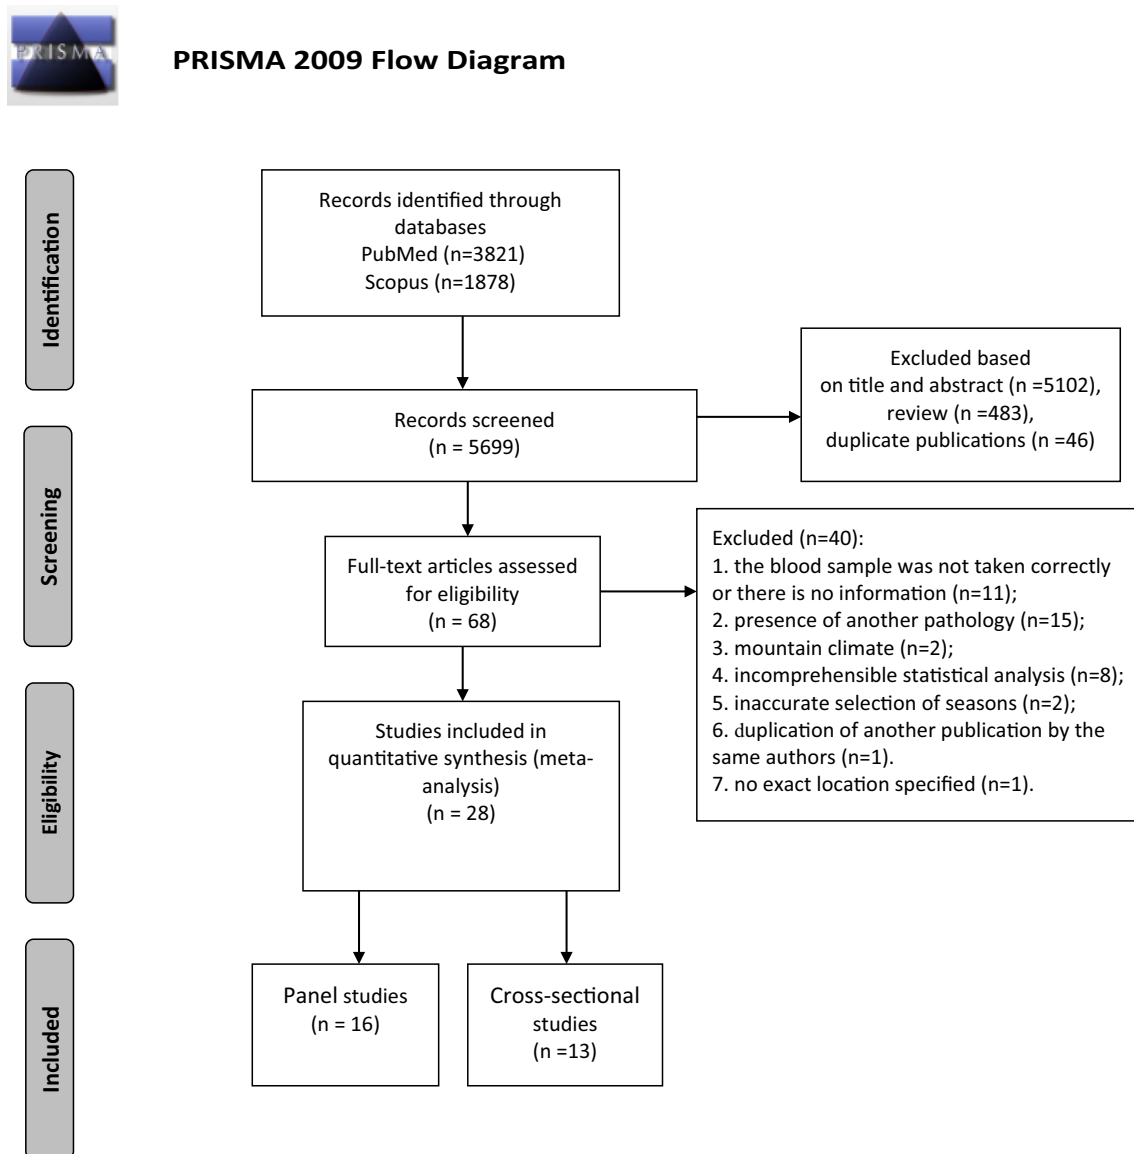 PRISMA
PRISMA 2009 Flow Diagram
Identification
Records identified through
databases
PubMed (n=3821)
Scopus (n=1878)
Excluded based
on title and abstract (n =5102),
review (n =483),
duplicate publications (n =46)
Records screened
(n = 5699)
Screening
Full-text articles assessed
for eligibility
(n = 68)
Excluded (n=40):
1. the blood sample was not taken correctly
or there is no information (n=11);
2. presence of another pathology (n=15);
3. mountain climate (n=2);
4. incomprehensible statistical analysis (n=8);
5. inaccurate selection of seasons (n=2);
6. duplication of another publication by the
same authors (n=1).
7. no exact location specified (n=1).
Eligibility
Studies included in
quantitative synthesis (meta-
analysis)
(n = 28)
Included
Panel studies
(n = 16)
Cross-sectional
studies
(n =13)